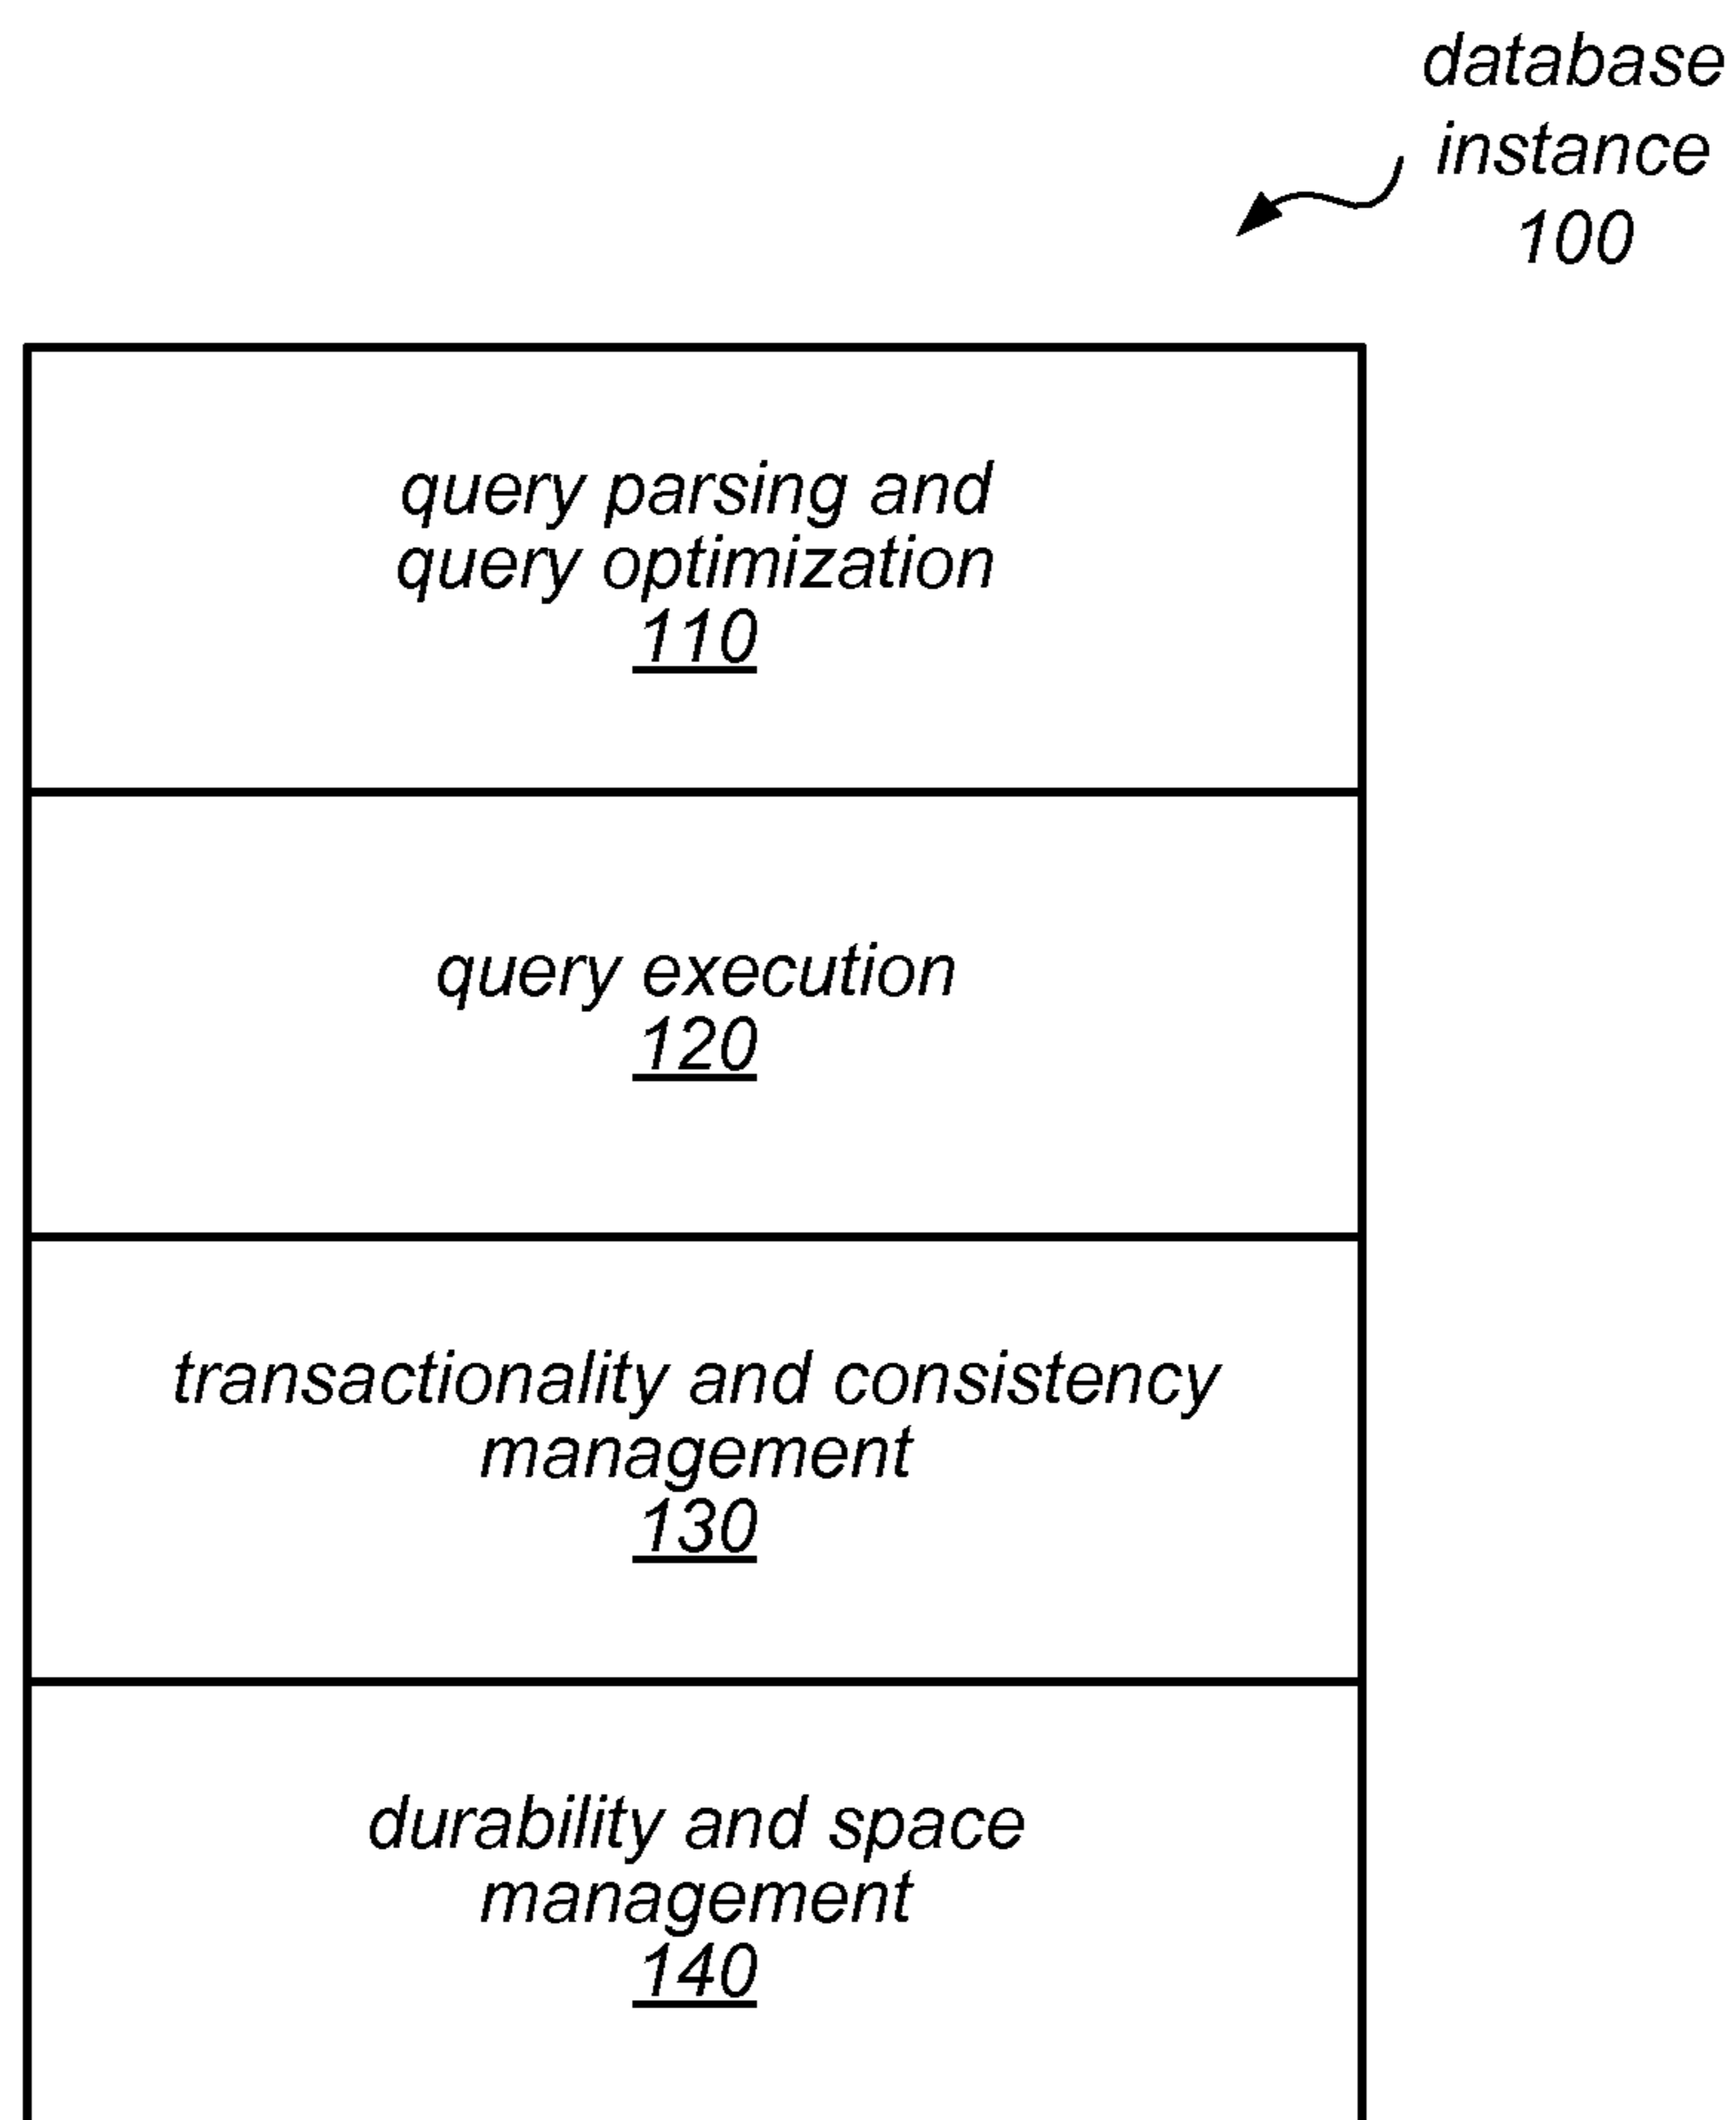 database
instance
100
query parsing and
query optimization
110
query execution
120
transactionality and consistency
management
130
durability and space
management
140